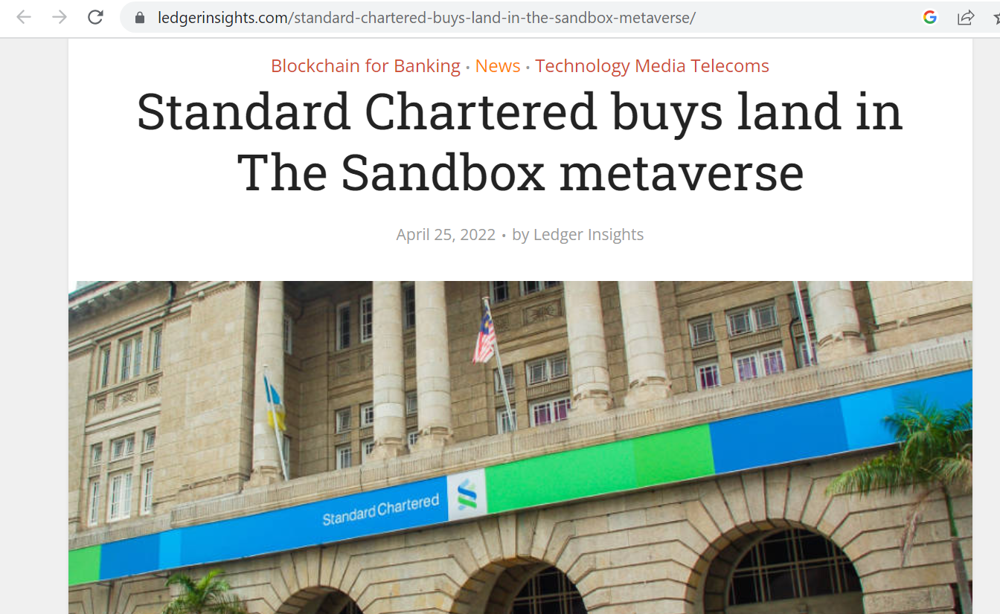 ledgerinsights.com/standard-chartered-buys-land-in-the-sandbox-metaverse/
Blockchain for Banking • News • Technology Media Telecoms
Standard Chartered buys land in
The Sandbox metaverse
April 25, 2022 • by Ledger Insights
Standard Chartered